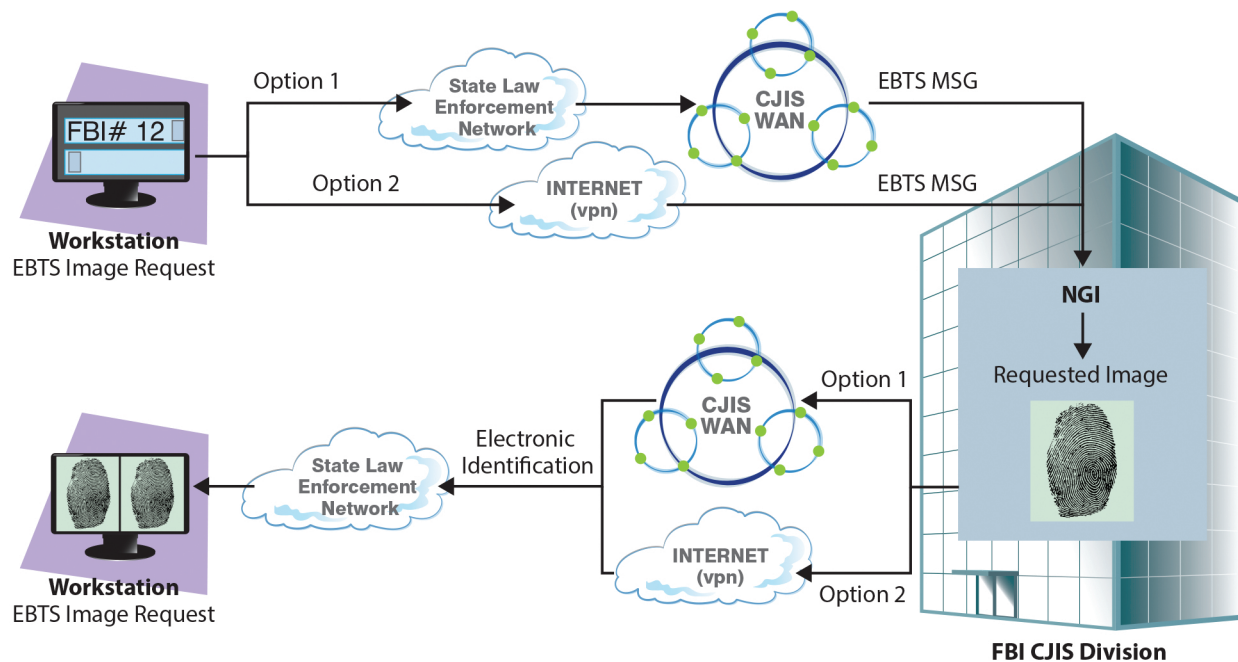 Option 1
State Law
Enforcement
Network
CJIS
WAN
EBTS MSG
FBI# 12
Option 2
INTERNET
(vpn)
EBTS MSG
Workstation
EBTS Image Request
NGI
Requested Image
Option 1
CJIS
WAN
Electronic
Identification
State Law
Enforcement
Network
INTERNET
(vpn)
Option 2
Workstation
EBTS Image Request
FBI CJIS Division